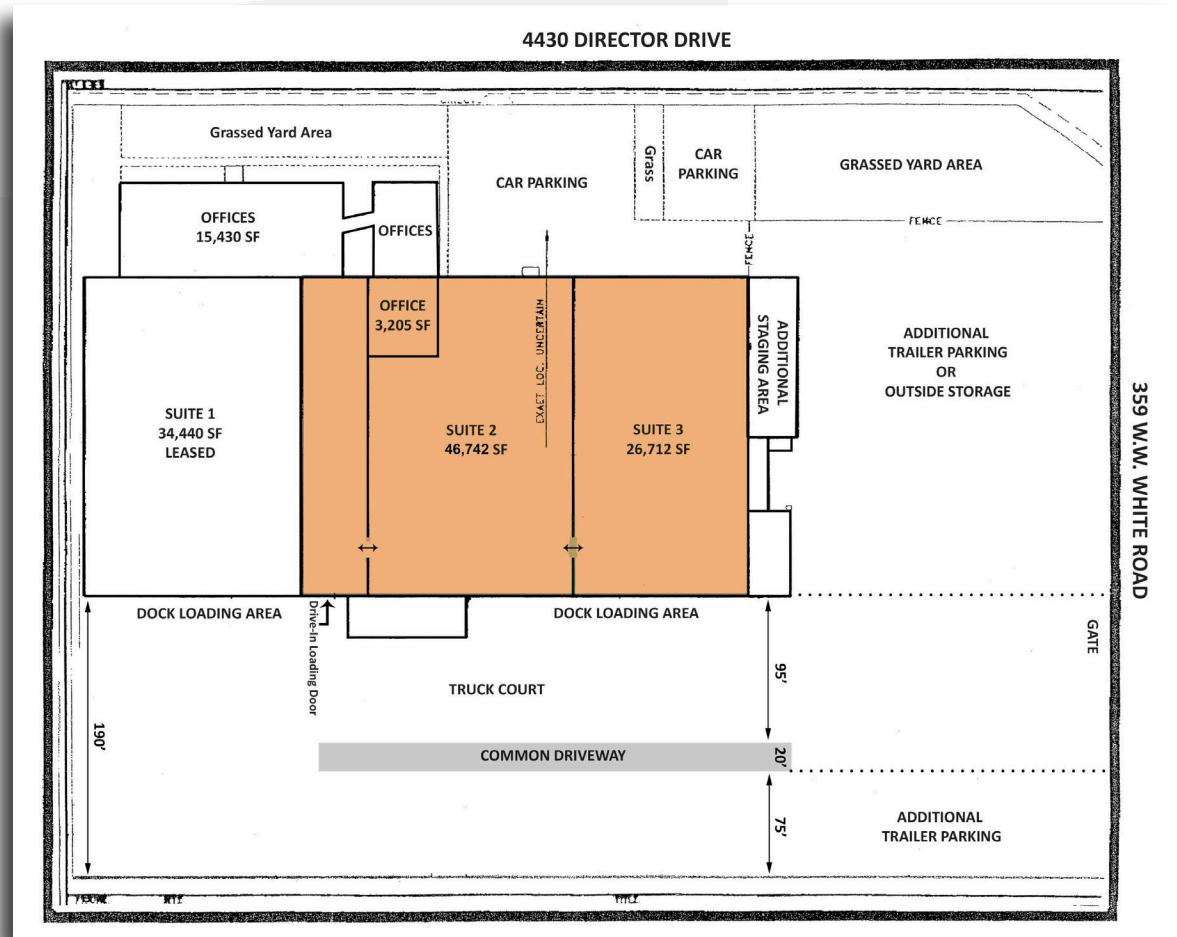 4430 DIRECTOR DRIVE
Grassed Yard Area
CAR PARKING
Grass
CAR
PARKING
GRASSED YARD AREA
FENCE
FENCE
OFFICES
15,430 SF
OFFICES
OFFICE
3,205 SF
EXAET LOC. UNCERTAIN
ADDITIONAL
STAGING AREA
ADDITIONAL
TRAILER PARKING
OR
OUTSIDE STORAGE
359 W.W. WHITE ROAD
SUITE 1
34,440 SF
LEASED
SUITE 2
46,742 SF
SUITE 3
26,712 SF
DOCK LOADING AREA
Drive-In Loading Door
DOCK LOADING AREA
GATE
TRUCK COURT
95'
190'
COMMON DRIVEWAY
20'
75'
ADDITIONAL
TRAILER PARKING
TITLE